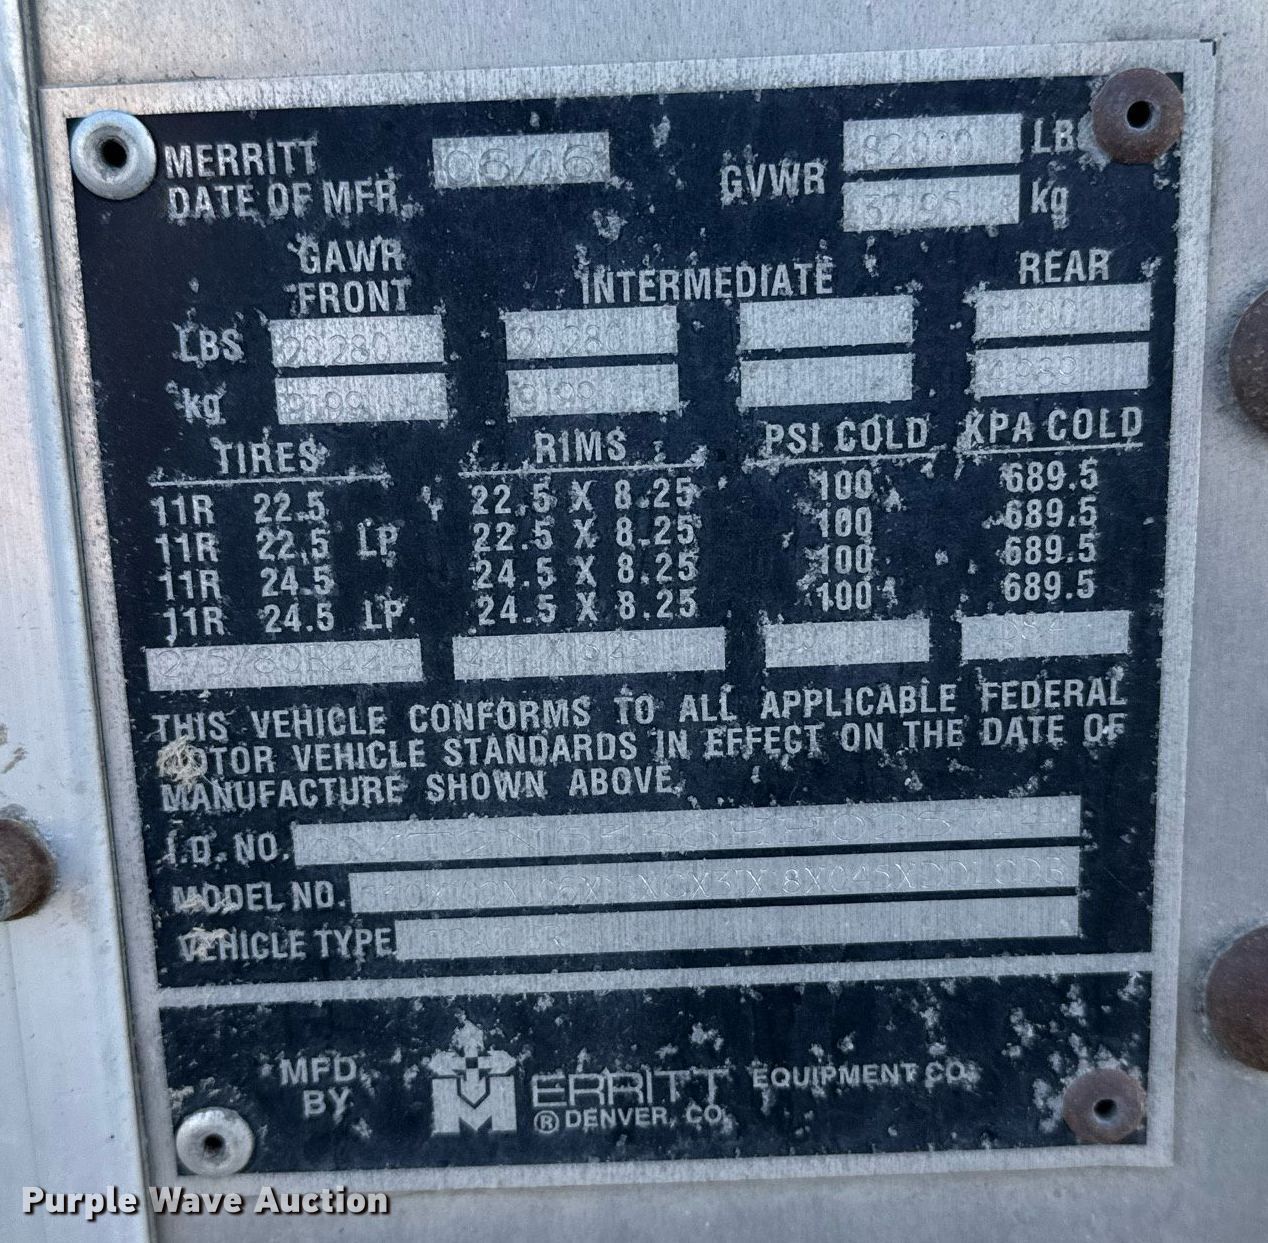 MERRITT
DATE OF MFR. 06/06
GVWR LB
37195 kg
GAWR
FRONT INTERMEDIATE REAR
LBS 20280 20280
kg 9199 9199
TIRES RIMS PSI COLD KPA COLD
11R 22.5 22.5 X 8.25 100 689.5
11R 22.5 LP 22.5 X 8.25 100 689.5
11R 24.5 24.5 X 8.25 100 689.5
11R 24.5 LP. 24.5 X 8.25 100 689.5
THIS VEHICLE CONFORMS TO ALL APPLICABLE FEDERAL
MOTOR VEHICLE STANDARDS IN EFFECT ON THE DATE OF
MANUFACTURE SHOWN ABOVE.
I.D. NO.
MODEL NO.
VEHICLE TYPE
MFD BY MERRITT ® EQUIPMENT CO.
DENVER, CO.
Purple Wave Auction